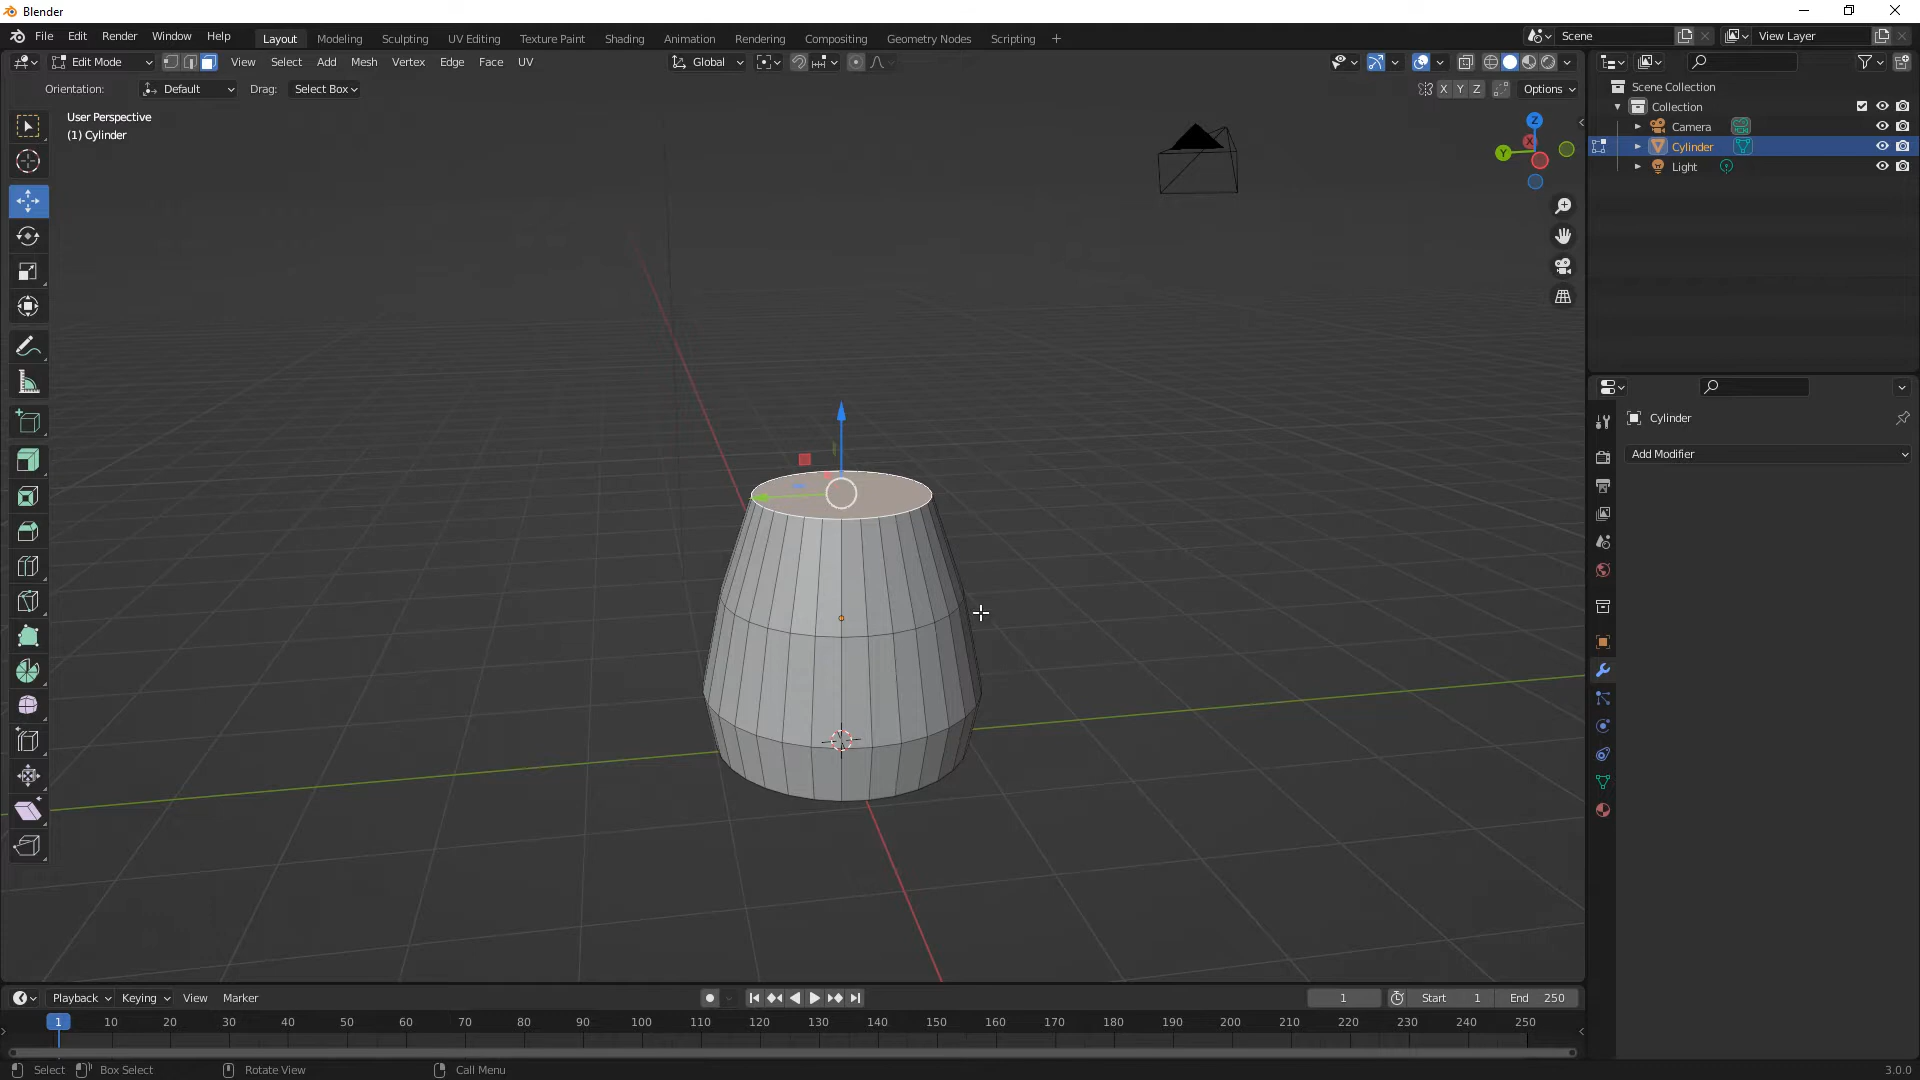 Blender
File Edit Render Window Help Layout Modeling Sculpting UV Editing Texture Paint Shading Animation Rendering Compositing Geometry Nodes Scripting + Scene View Layer
Edit Mode View Select Add Mesh Vertex Edge Face UV Global
Orientation: Default Drag: Select Box X Y Z Options
User Perspective
(1) Cylinder
Z
X
Y
Scene Collection
Collection
Camera
Cylinder
Light
Cylinder
Add Modifier
Playback Keying View Marker 1 Start 1 End 250
1 10 20 30 40 50 60 70 80 90 100 110 120 130 140 150 160 170 180 190 200 210 220 230 240 250
Select Box Select Rotate View Call Menu 3.0.0